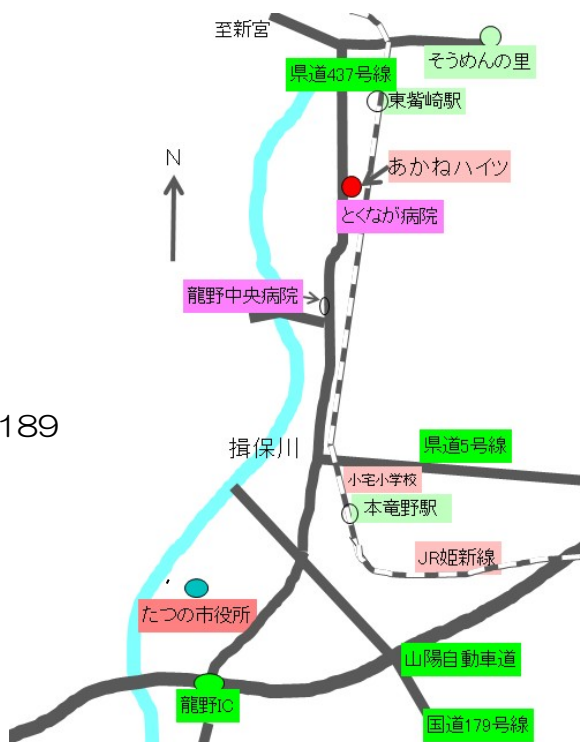 至新宮
そうめんの里
県道437号線
東觜崎駅
N
あかねハイツ
とくなが病院
龍野中央病院
189
揖保川
県道5号線
小宅小学校
本竜野駅
JR姫新線
たつの市役所
山陽自動車道
龍野IC
国道179号線